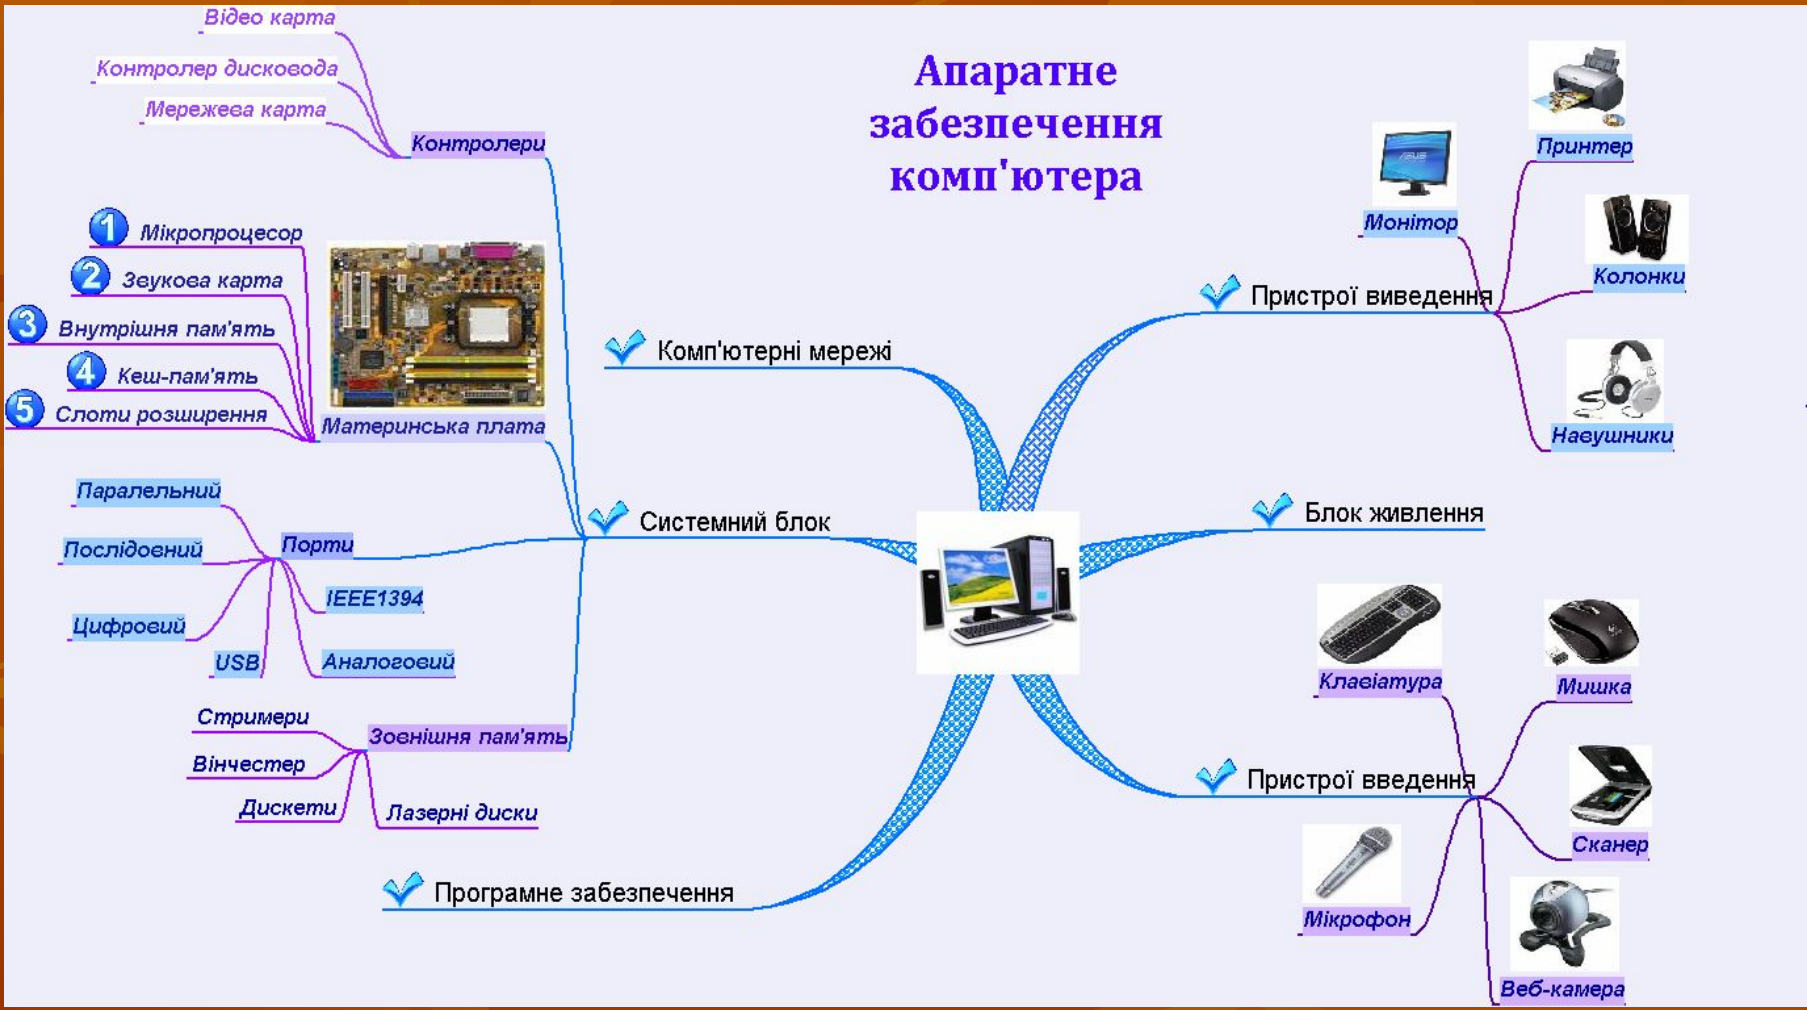 Апаратне
забезпечення
комп'ютера
Відео карта
Контролер дисковода
Мережева карта
Контролери
1 Мікропроцесор
2 Звукова карта
3 Внутрішня пам'ять
4 Кеш-пам'ять
5 Слоти розширення
Материнська плата
Паралельний
Послідовний
Цифровий
USB
Порти
IEEE1394
Аналоговий
Стримери
Вінчестер
Дискети
Лазерні диски
Зовнішня пам'ять
Комп'ютерні мережі
Системний блок
Програмне забезпечення
Принтер
ASUS
Монітор
Колонки
Пристрої виведення
Навушники
Блок живлення
Клавіатура
Мишка
Пристрої введення
Сканер
Мікрофон
Веб-камера